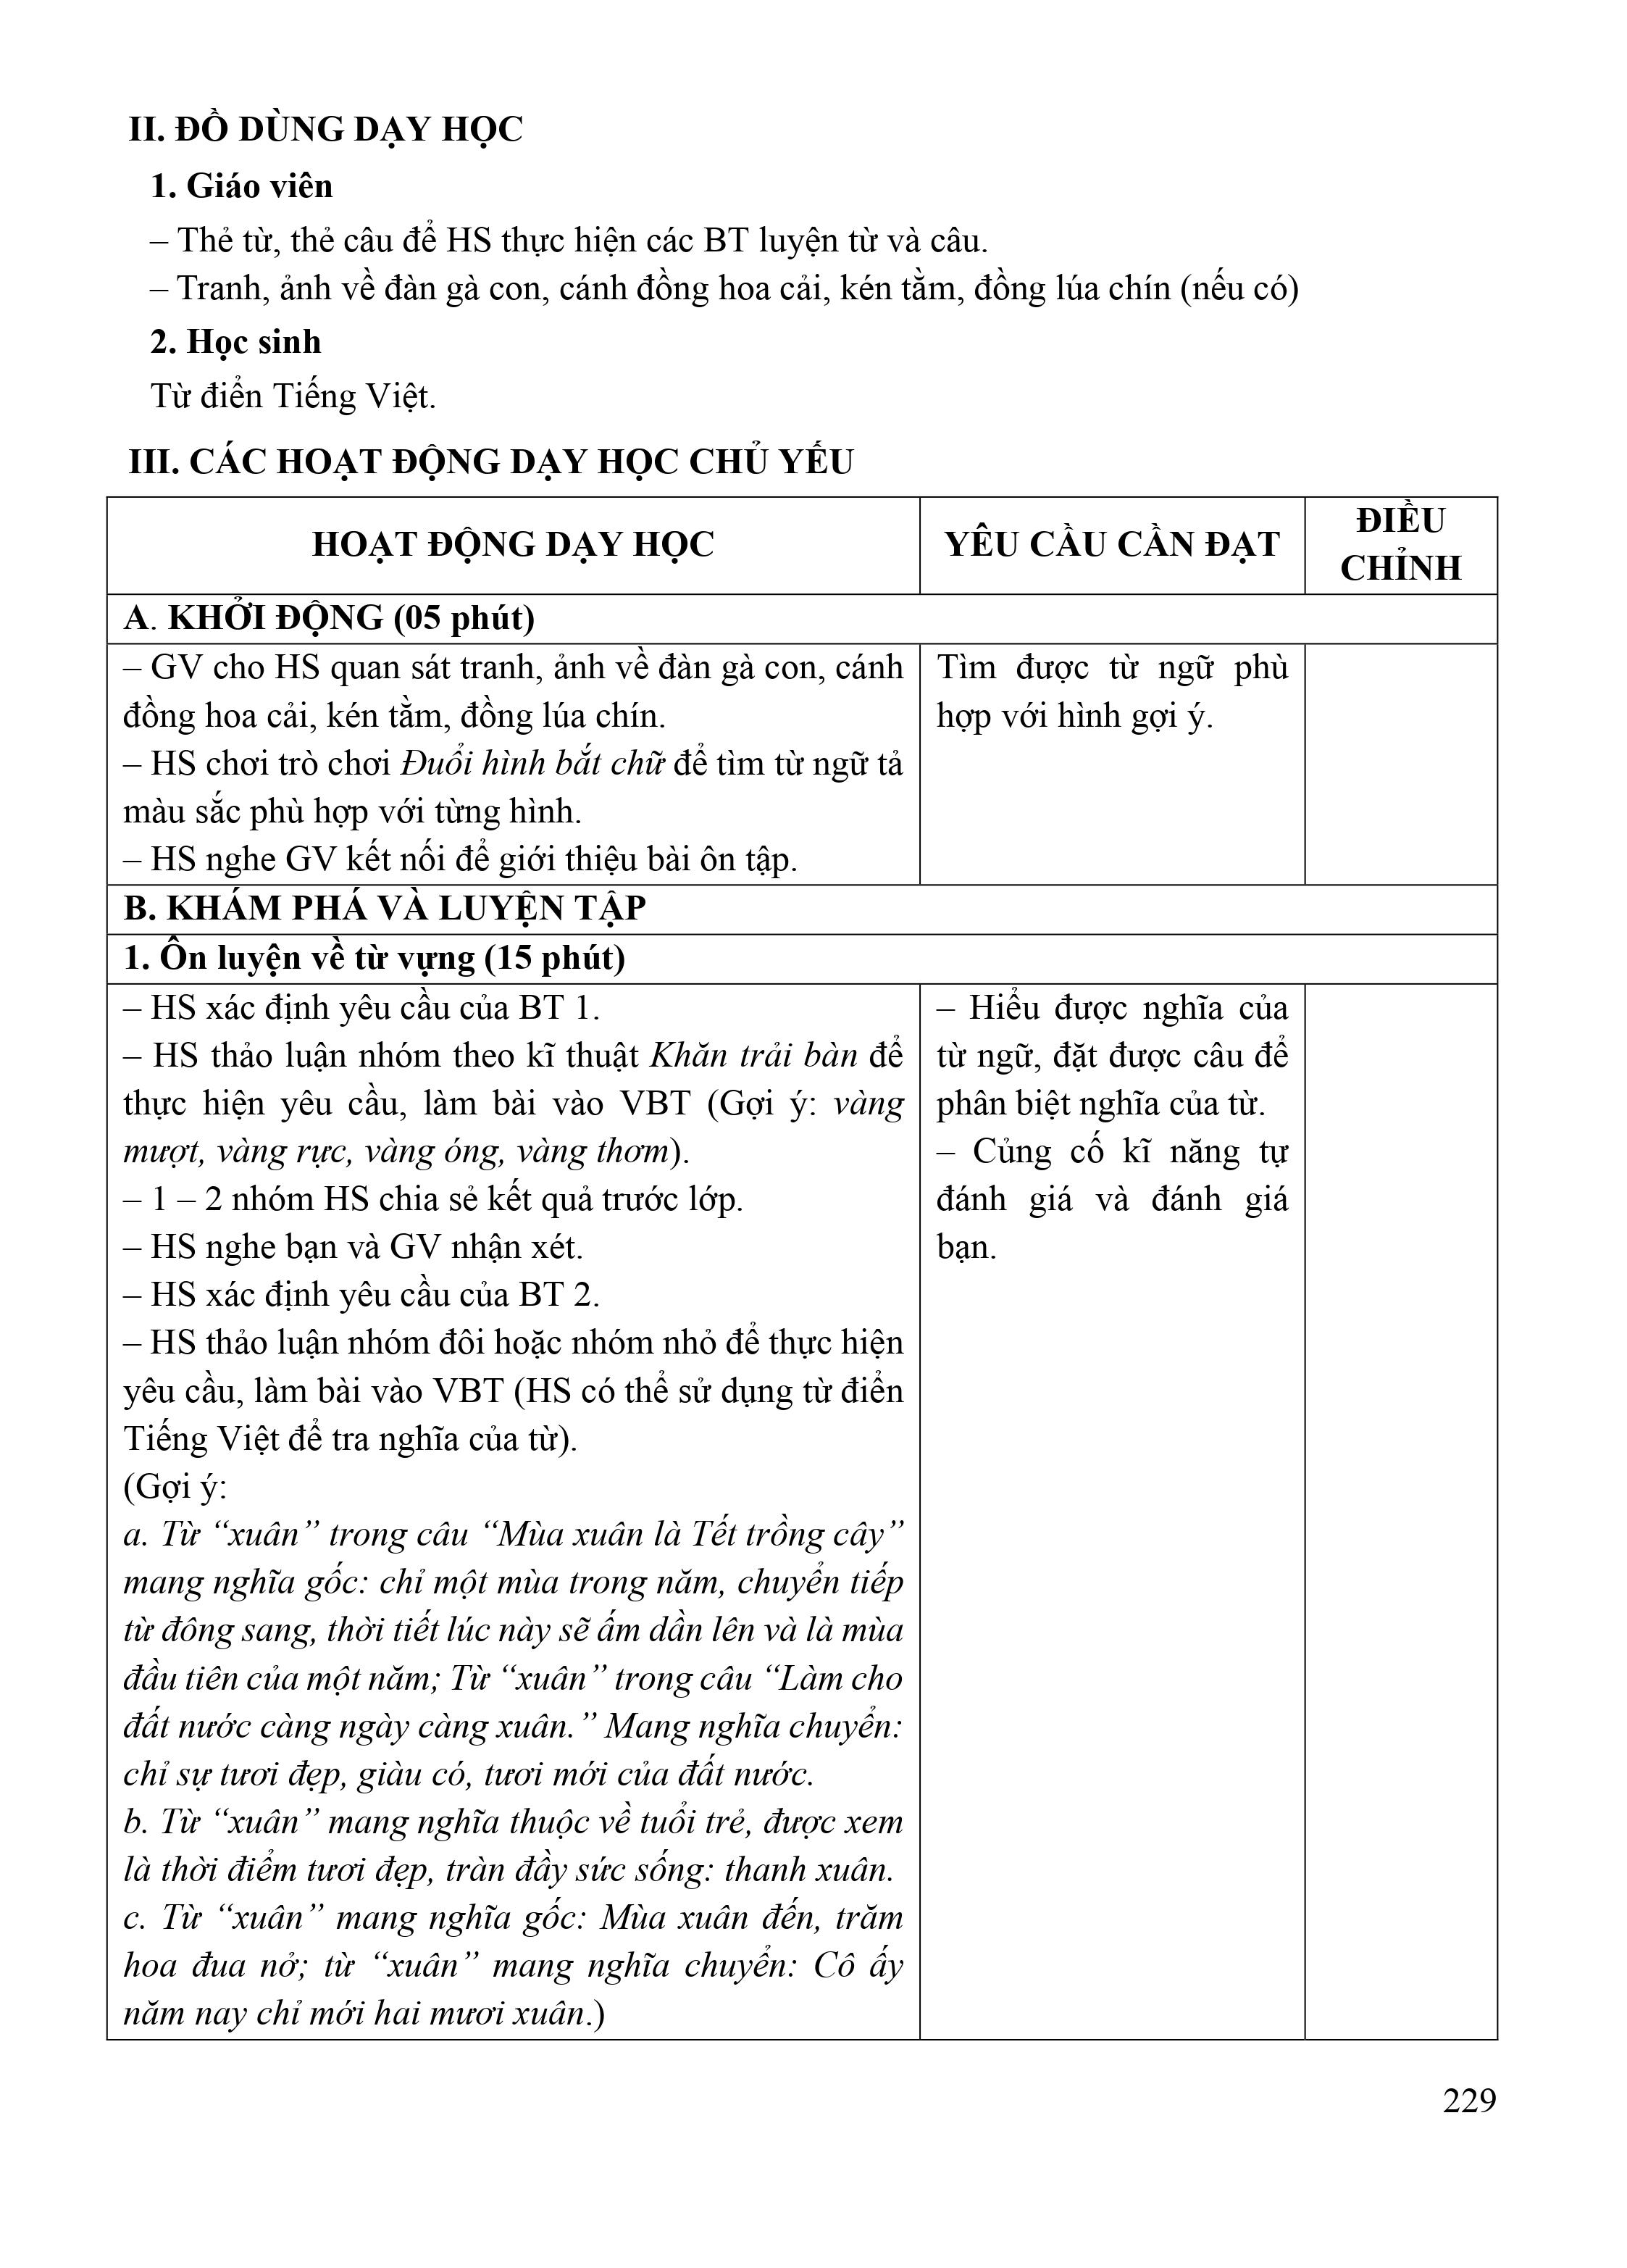 II. ĐỒ DÙNG DẠY HỌC
1. Giáo viên
– Thẻ từ, thẻ câu để HS thực hiện các BT luyện từ và câu.
– Tranh, ảnh về đàn gà con, cánh đồng hoa cải, kén tằm, đồng lúa chín (nếu có)
2. Học sinh
Từ điển Tiếng Việt.
III. CÁC HOẠT ĐỘNG DẠY HỌC CHỦ YẾU
HOẠT ĐỘNG DẠY HỌC
YÊU CẦU CẦN ĐẠT
ĐIỀU
CHỈNH
A. KHỞI ĐỘNG (05 phút)
– GV cho HS quan sát tranh, ảnh về đàn gà con, cánh
đồng hoa cải, kén tằm, đồng lúa chín.
– HS chơi trò chơi Đuổi hình bắt chữ để tìm từ ngữ tả
màu sắc phù hợp với từng hình.
– HS nghe GV kết nối để giới thiệu bài ôn tập.
Tìm được từ ngữ phù
hợp với hình gợi ý.
B. KHÁM PHÁ VÀ LUYỆN TẬP
1. Ôn luyện về từ vựng (15 phút)
– HS xác định yêu cầu của BT 1.
– HS thảo luận nhóm theo kĩ thuật Khăn trải bàn để
thực hiện yêu cầu, làm bài vào VBT (Gợi ý: vàng
mượt, vàng rực, vàng óng, vàng thơm).
– 1 – 2 nhóm HS chia sẻ kết quả trước lớp.
– HS nghe bạn và GV nhận xét.
– HS xác định yêu cầu của BT 2.
– HS thảo luận nhóm đôi hoặc nhóm nhỏ để thực hiện
yêu cầu, làm bài vào VBT (HS có thể sử dụng từ điển
Tiếng Việt để tra nghĩa của từ).
(Gợi ý:
a. Từ “xuân” trong câu “Mùa xuân là Tết trồng cây”
mang nghĩa gốc: chỉ một mùa trong năm, chuyển tiếp
từ đông sang, thời tiết lúc này sẽ ấm dần lên và là mùa
đầu tiên của một năm; Từ “xuân” trong câu “Làm cho
đất nước càng ngày càng xuân.” Mang nghĩa chuyển:
chỉ sự tươi đẹp, giàu có, tươi mới của đất nước.
b. Từ “xuân” mang nghĩa thuộc về tuổi trẻ, được xem
là thời điểm tươi đẹp, tràn đầy sức sống: thanh xuân.
c. Từ “xuân” mang nghĩa gốc: Mùa xuân đến, trăm
hoa đua nở; từ “xuân” mang nghĩa chuyển: Cô ấy
năm nay chỉ mới hai mươi xuân.)
– Hiểu được nghĩa của
từ ngữ, đặt được câu để
phân biệt nghĩa của từ.
– Củng cố kĩ năng tự
đánh giá và đánh giá
bạn.
229